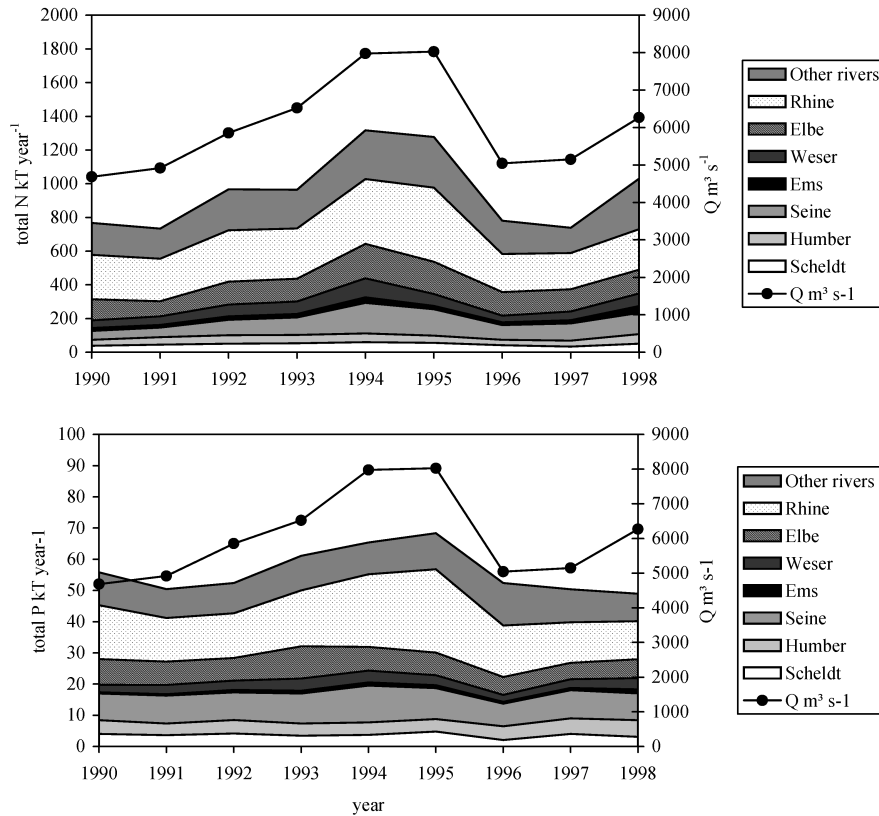 2000
1800
1600
1400
1200
1000
800
600
400
200
0
total N kT year-1
9000
8000
7000
6000
5000
4000
3000
2000
1000
0
Q m³ s-1
1990 1991 1992 1993 1994 1995 1996 1997 1998
Other rivers
Rhine
Elbe
Weser
Ems
Seine
Humber
Scheldt
Q m³ s-1
100
90
80
70
60
50
40
30
20
10
0
total P kT year-1
9000
8000
7000
6000
5000
4000
3000
2000
1000
0
Q m³ s-1
1990 1991 1992 1993 1994 1995 1996 1997 1998
year
Other rivers
Rhine
Elbe
Weser
Ems
Seine
Humber
Scheldt
Q m³ s-1